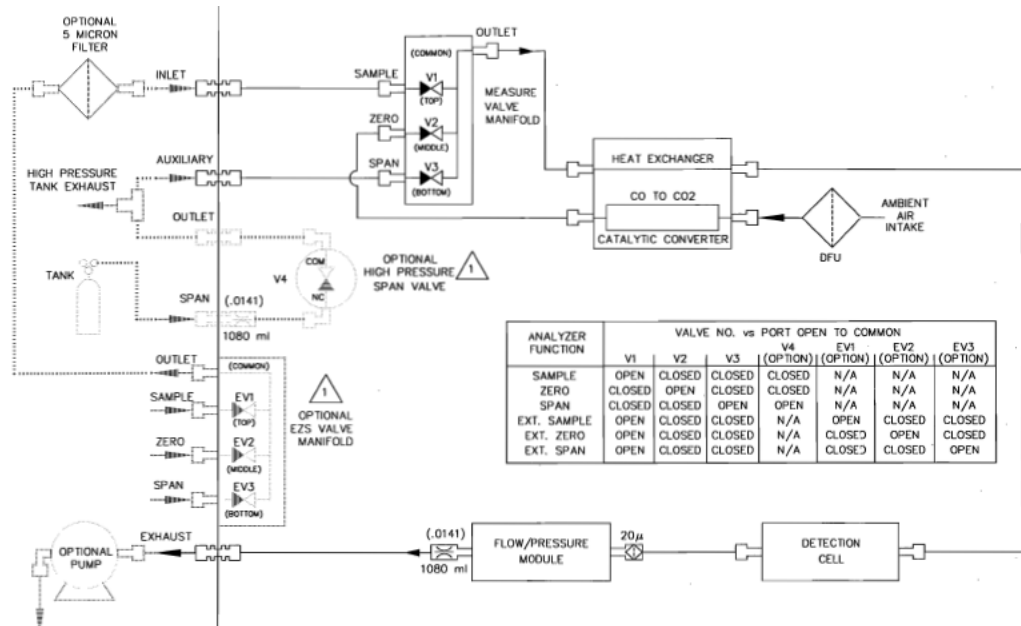 OPTIONAL
5 MICRON
FILTER
INLET
SAMPLE
(COMMON)
OUTLET
V1
(TOP)
ZERO
V2
(MIDDLE)
SPAN
V3
(BOTTOM)
MEASURE
VALVE
MANIFOLD
HEAT EXCHANGER
CO TO CO2
CATALYTIC CONVERTER
AMBIENT
AIR
INTAKE
DFU
AUXILIARY
HIGH PRESSURE
TANK EXHAUST
OUTLET
COM
V4
NC
OPTIONAL
HIGH PRESSURE
SPAN VALVE
1
TANK
SPAN
(.0141)
1080 ml
OUTLET
(COMMON)
SAMPLE
EV1
(TOP)
ZERO
EV2
(MIDDLE)
SPAN
EV3
(BOTTOM)
1
OPTIONAL
EZS VALVE
MANIFOLD
ANALYZER FUNCTION VALVE NO. vs PORT OPEN TO COMMON
V1 V2 V3 V4 (OPTION) EV1 (OPTION) EV2 (OPTION) EV3 (OPTION)
SAMPLE OPEN CLOSED CLOSED CLOSED N/A N/A N/A
ZERO CLOSED OPEN CLOSED CLOSED N/A N/A N/A
SPAN CLOSED CLOSED OPEN OPEN N/A N/A N/A
EXT. SAMPLE OPEN CLOSED CLOSED N/A OPEN CLOSED CLOSED
EXT. ZERO OPEN CLOSED CLOSED N/A CLOSED OPEN CLOSED
EXT. SPAN OPEN CLOSED CLOSED N/A CLOSED CLOSED OPEN
EXHAUST
OPTIONAL
PUMP
(.0141)
1080 ml
FLOW/PRESSURE
MODULE
20µ
DETECTION
CELL